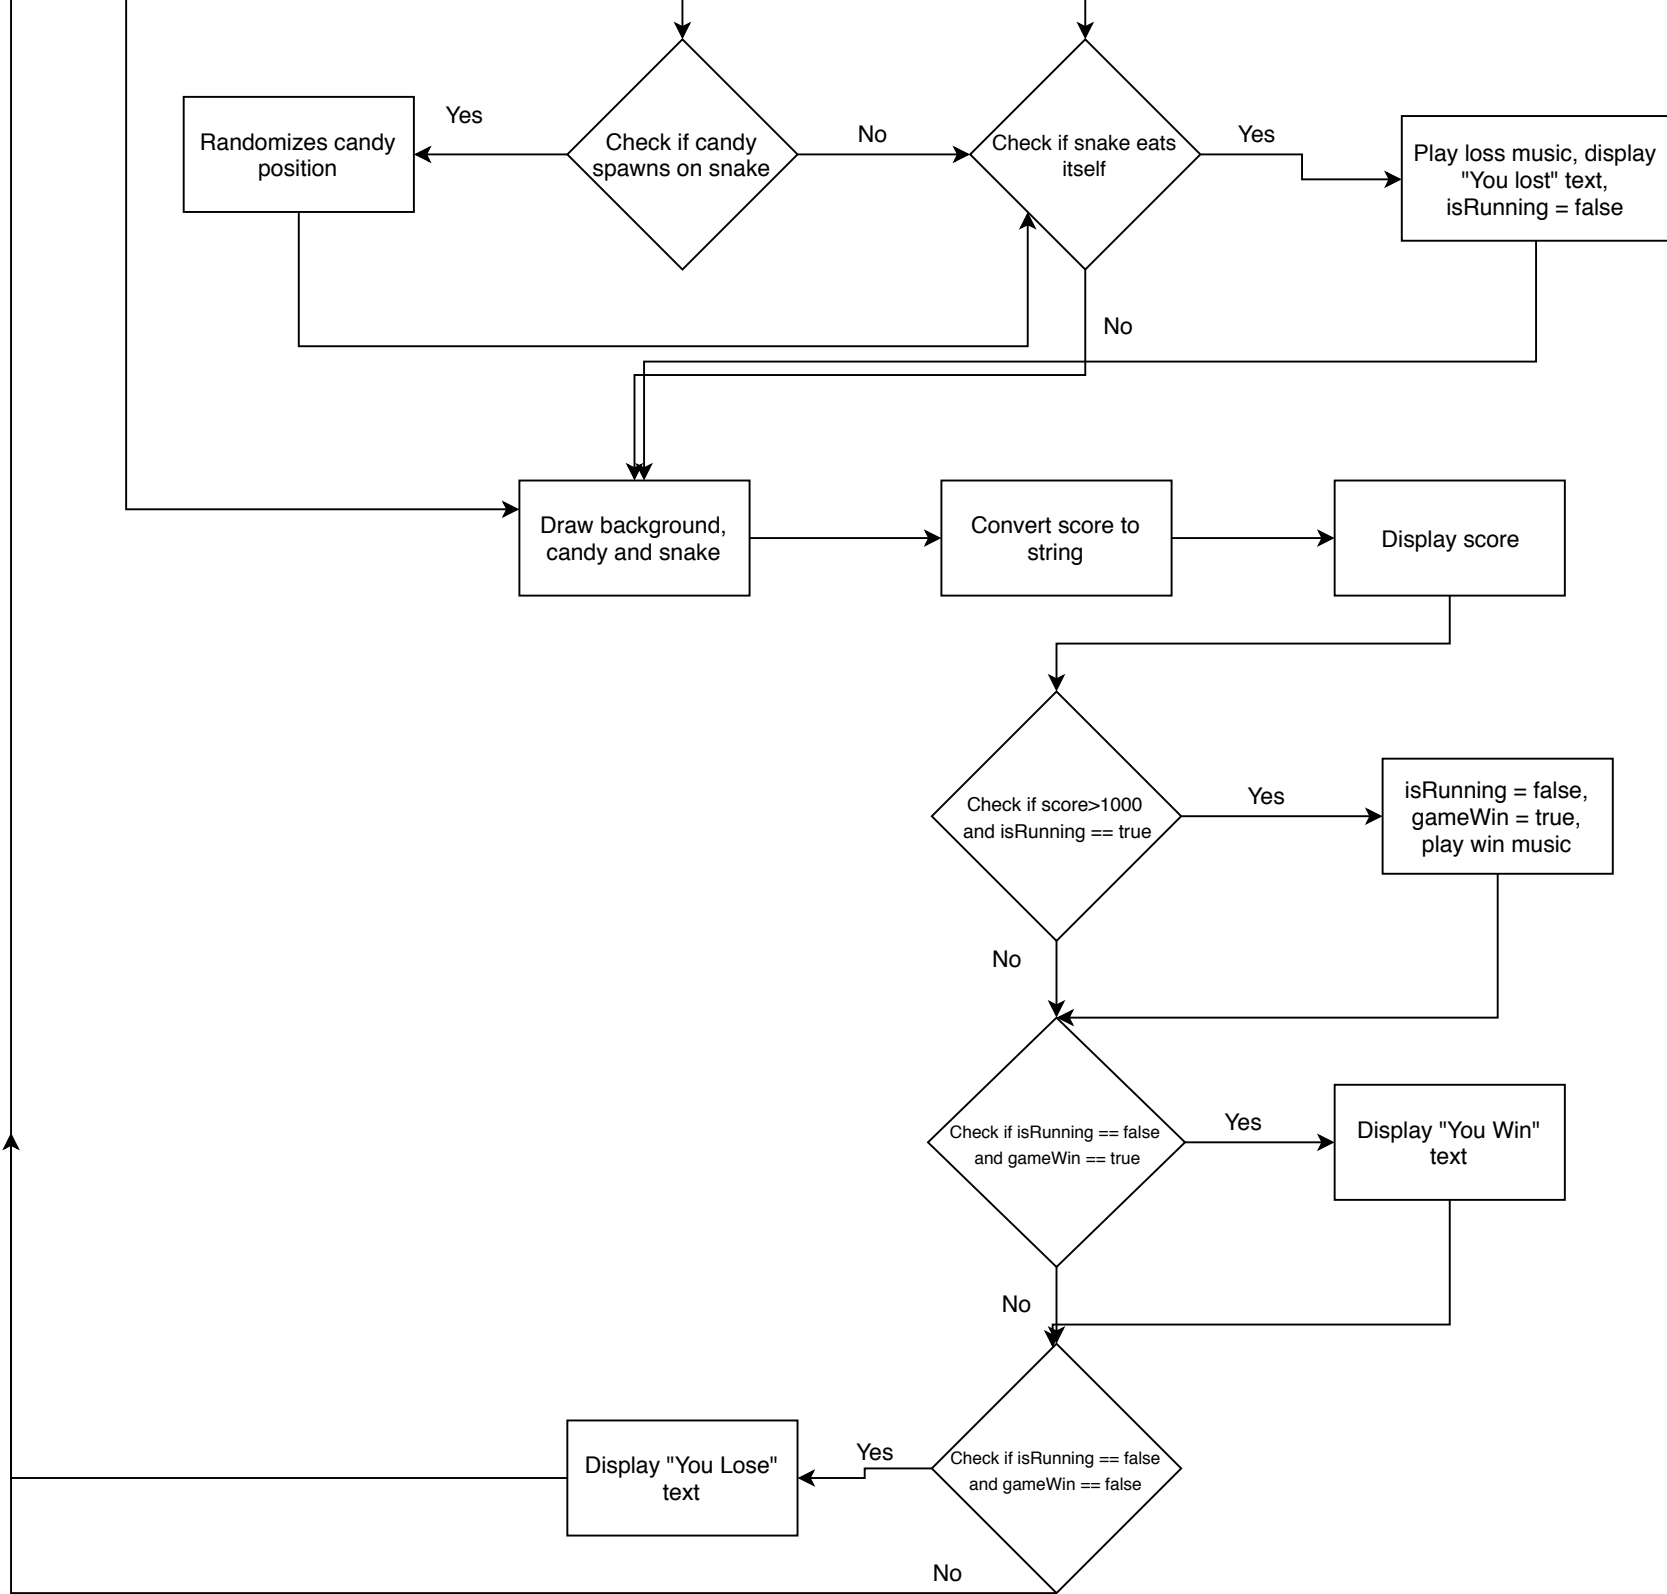 Yes
Randomizes candy
position
Check if candy
spawns on snake
No
Check if snake eats
itself
Yes
Play loss music, display
"You lost" text,
isRunning = false
No
Draw background,
candy and snake
Convert score to
string
Display score
Check if score>1000
and isRunning == true
Yes
isRunning = false,
gameWin = true,
play win music
No
Check if isRunning == false
and gameWin == true
Yes
Display "You Win"
text
No
Check if isRunning == false
and gameWin == false
Yes
Display "You Lose"
text
No